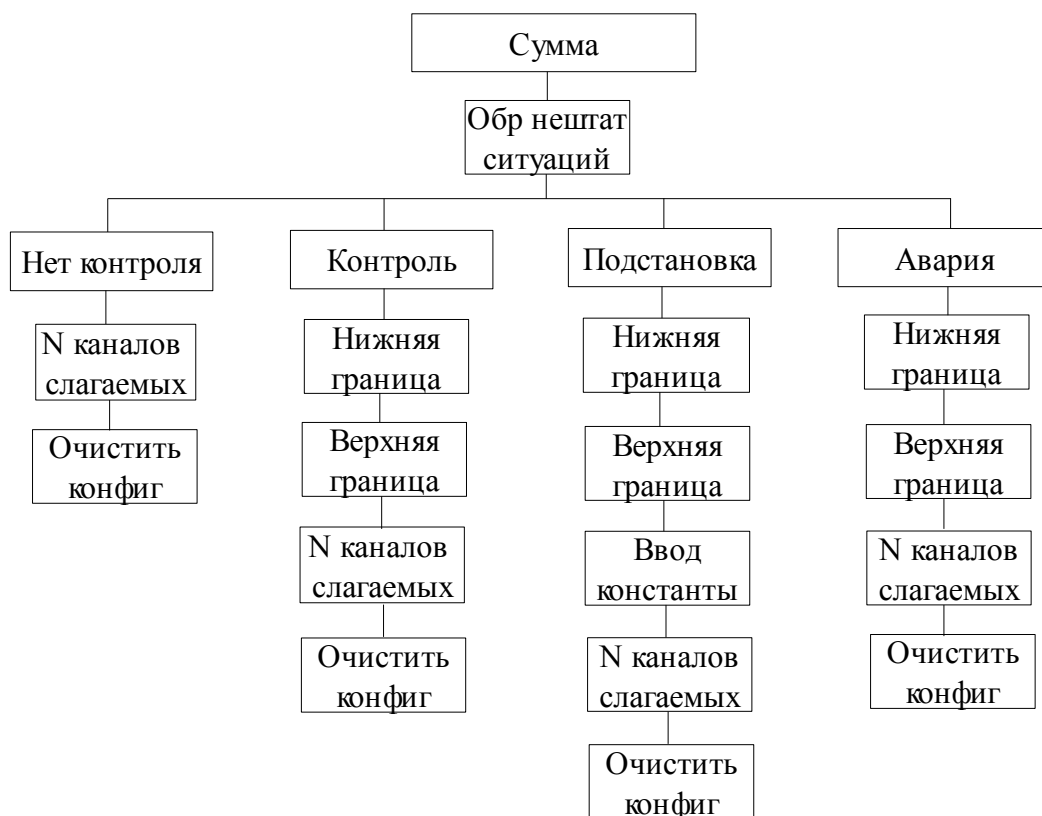 Сумма
Обр нештат
ситуаций
Нет контроля
N каналов
слагаемых
Очистить
конфиг
Контроль
Нижняя
граница
Верхняя
граница
N каналов
слагаемых
Очистить
конфиг
Подстановка
Нижняя
граница
Верхняя
граница
Ввод
константы
N каналов
слагаемых
Очистить
конфиг
Авария
Нижняя
граница
Верхняя
граница
N каналов
слагаемых
Очистить
конфиг